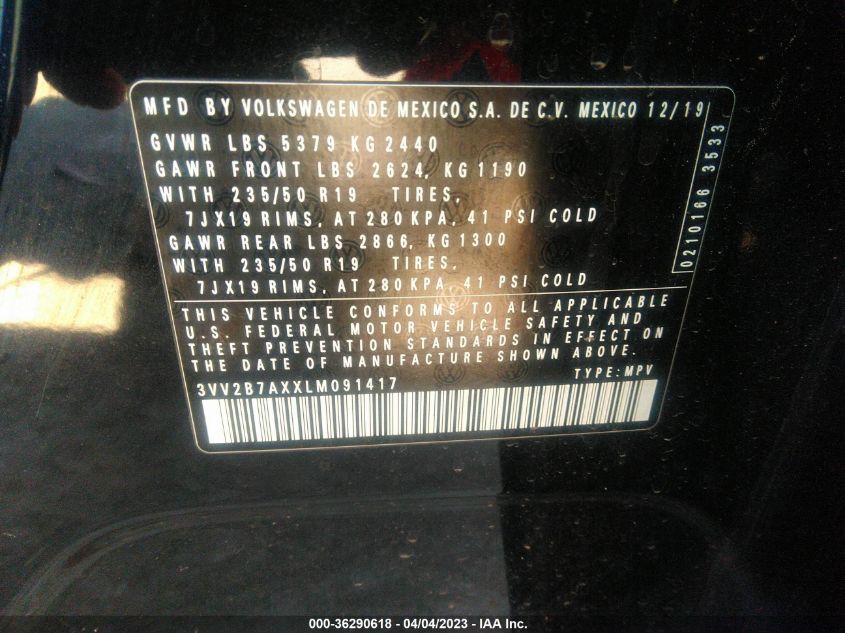 MFD BY VOLKSWAGEN DE MEXICO S.A. DE C.V. MEXICO 12/19
GVWR LBS 5379 KG 2440
GAWR FRONT LBS 2624, KG 1190
WITH 235/50 R19 TIRES,
7JX19 RIMS, AT 280 KPA, 41 PSI COLD
GAWR REAR LBS 2866, KG 1300
WITH 235/50 R19 TIRES,
7JX19 RIMS, AT 280 KPA, 41 PSI COLD
0210166 3533
THIS VEHICLE CONFORMS TO ALL APPLICABLE
U.S. FEDERAL MOTOR VEHICLE SAFETY AND
THEFT PREVENTION STANDARDS IN EFFECT ON
THE DATE OF MANUFACTURE SHOWN ABOVE.
3VV2B7AXXLM091417 TYPE: MPV
000-36290618 - 04/04/2023 - IAA Inc.